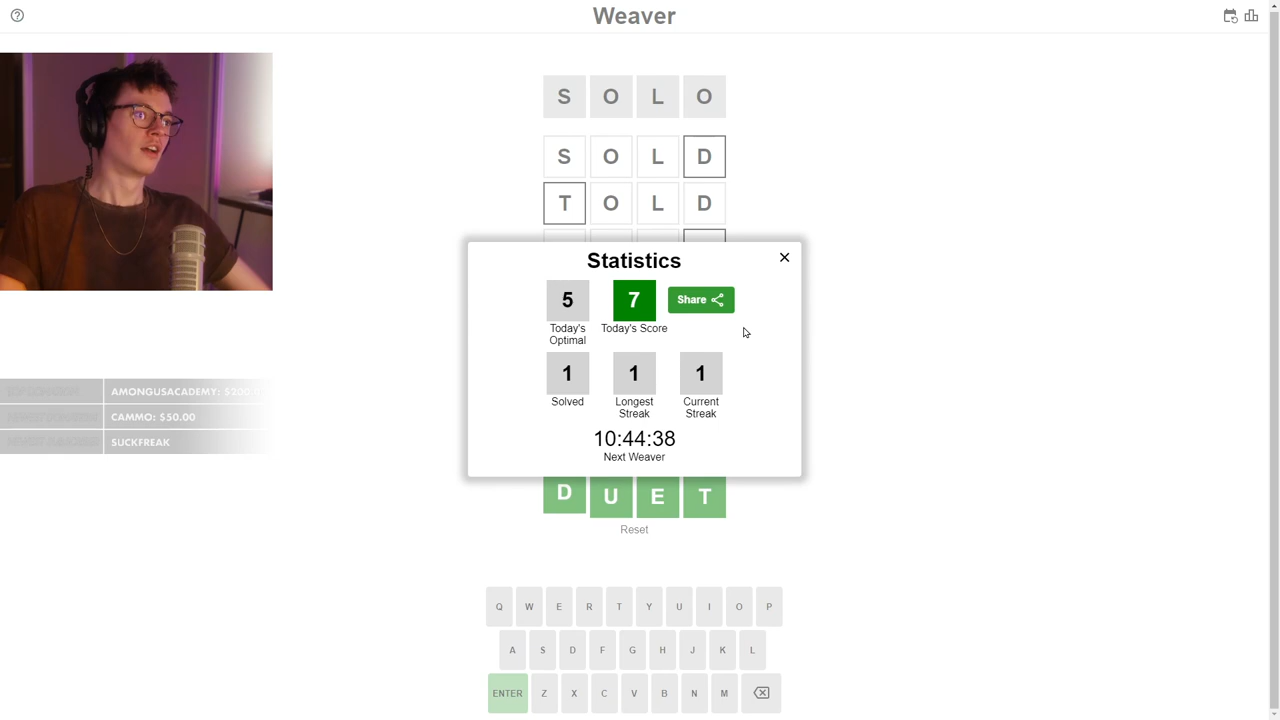 Weaver
S O L O
S O L D
T O L D
Statistics
5 7 Share
Today's Optimal
Today's Score
1 1 1
Solved
Longest Streak
Current Streak
10:44:38
Next Weaver
AMONGUSACADEMY: $200.
CAMMO: $50.00
SUCKFREAK
D U E T
Reset
Q W E R T Y U I O P
A S D F G H J K L
ENTER Z X C V B N M